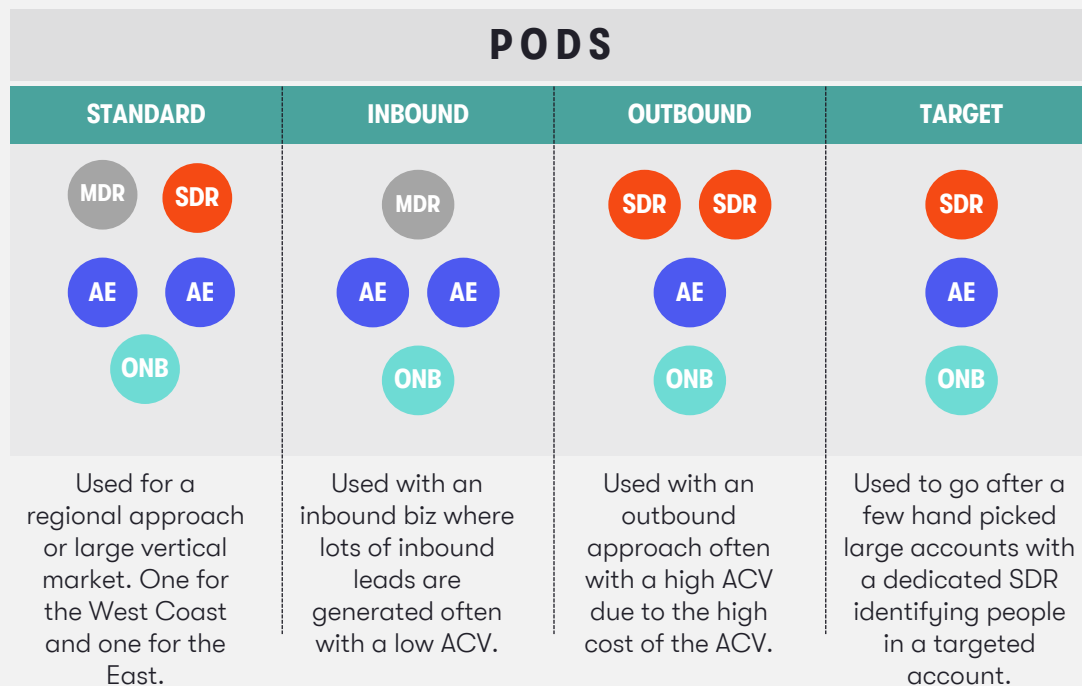 PODS
STANDARD
INBOUND
OUTBOUND
TARGET
MDR
SDR
AE
AE
ONB
MDR
AE
AE
ONB
SDR
SDR
AE
ONB
SDR
AE
ONB
Used for a
regional approach
or large vertical
market. One for
the West Coast
and one for the
East.
Used with an
inbound biz where
lots of inbound
leads are
generated often
with a low ACV.
Used with an
outbound
approach often
with a high ACV
due to the high
cost of the ACV.
Used to go after a
few hand picked
large accounts with
a dedicated SDR
identifying people
in a targeted
account.